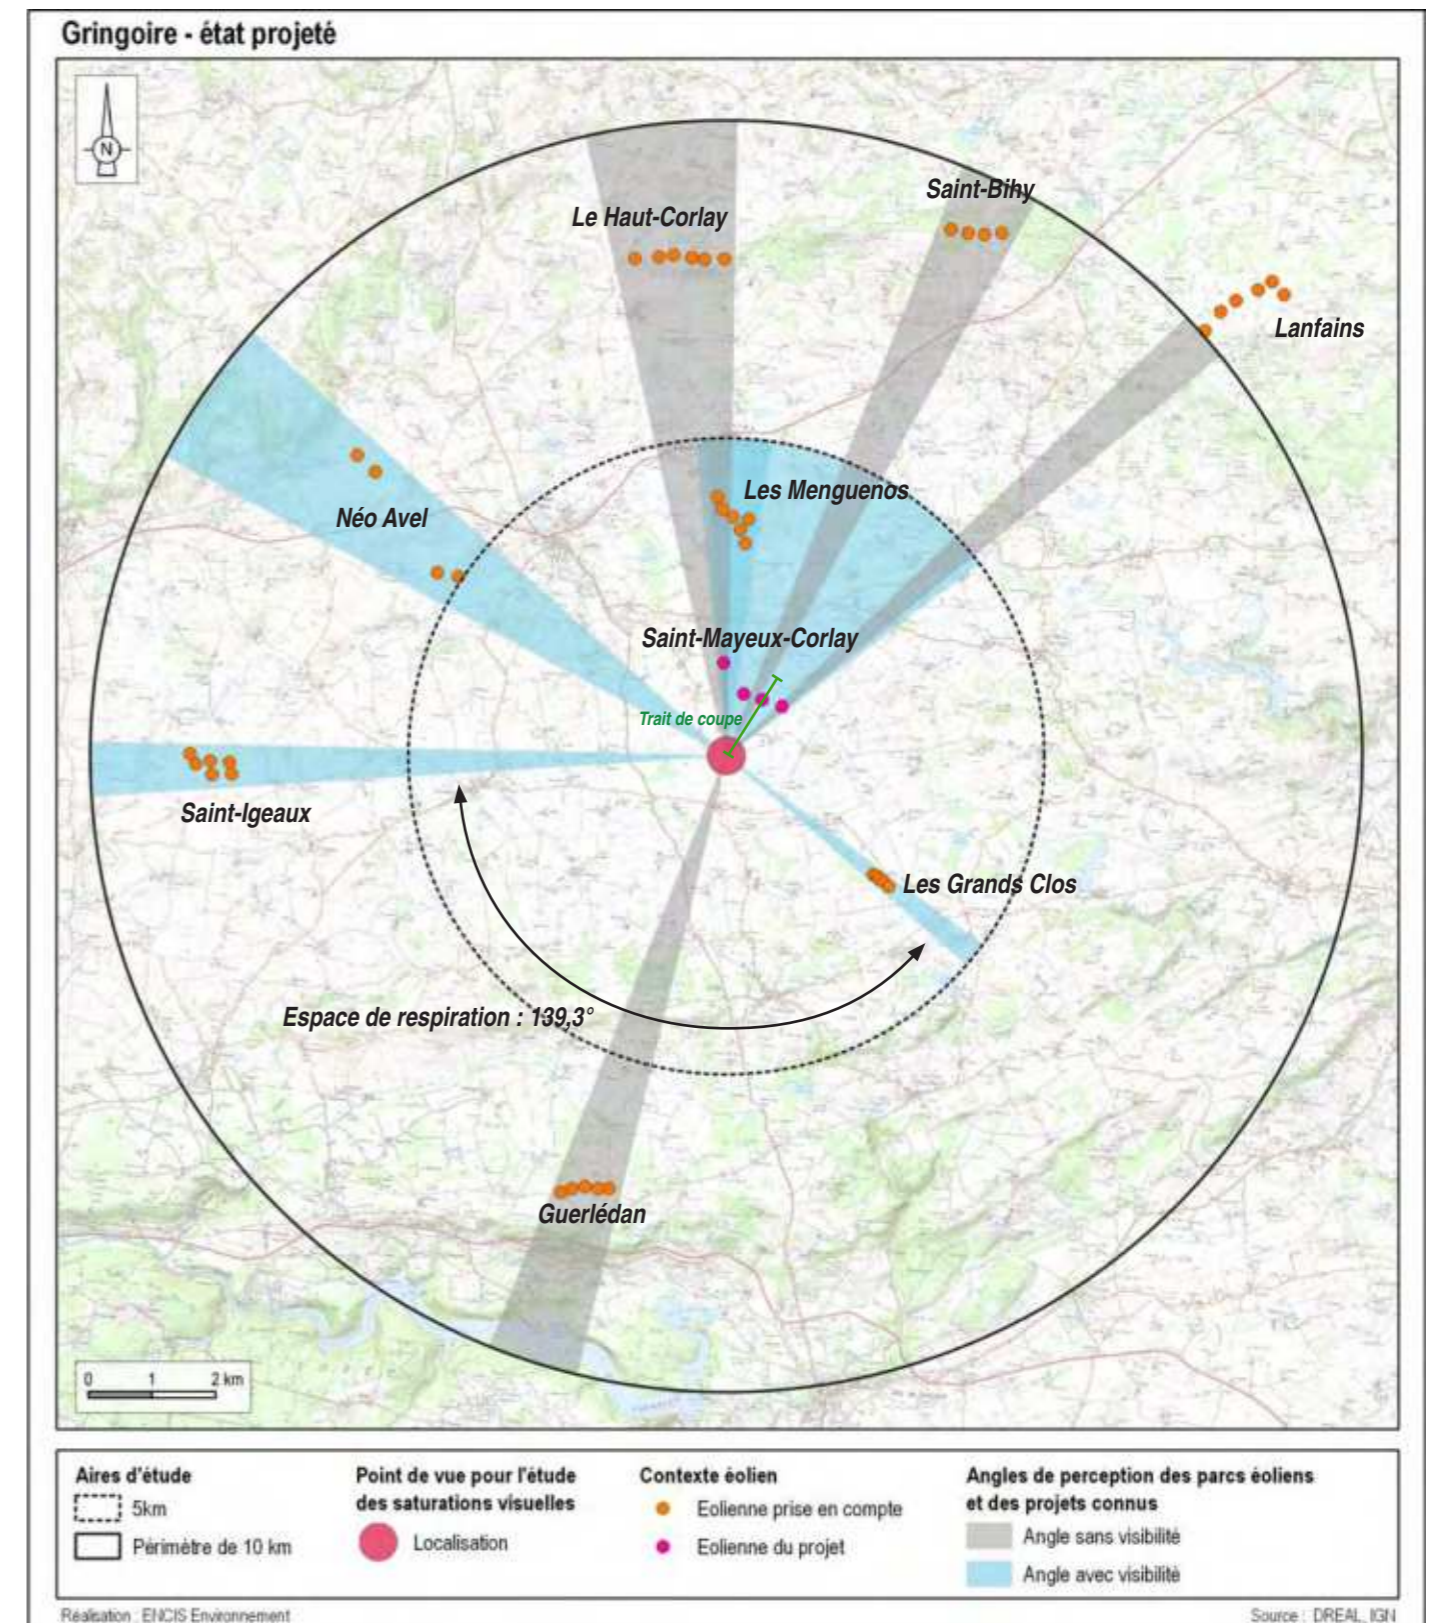 Gringoire - état projeté
N
Saint-Bihy
Le Haut-Corlay
Lanfains
Les Menguenos
Néo Avel
Saint-Mayeux-Corlay
Trait de coupe
Saint-Igeaux
Les Grands Clos
Espace de respiration : 139,3°
Guerlédan
0 1 2 km
Aires d'étude
5km
Périmètre de 10 km
Point de vue pour l'étude
des saturations visuelles
Localisation
Contexte éolien
Eolienne prise en compte
Eolienne du projet
Angles de perception des parcs éoliens
et des projets connus
Angle sans visibilité
Angle avec visibilité
Réalisation : ENCIS Environnement
Source : DREAL, IGN